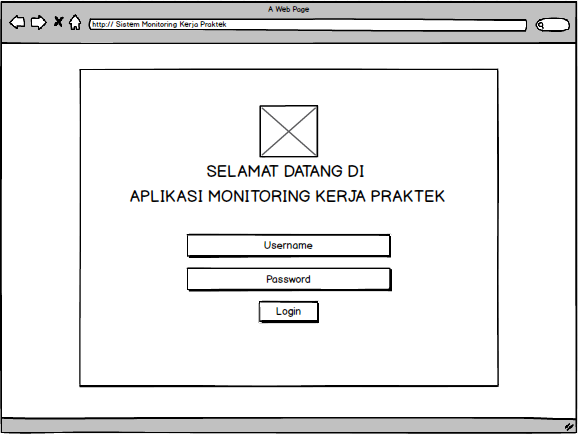 A Web Page
http:// Sistem Monitoring Kerja Praktek
SELAMAT DATANG DI
APLIKASI MONITORING KERJA PRAKTEK
Username
Password
Login